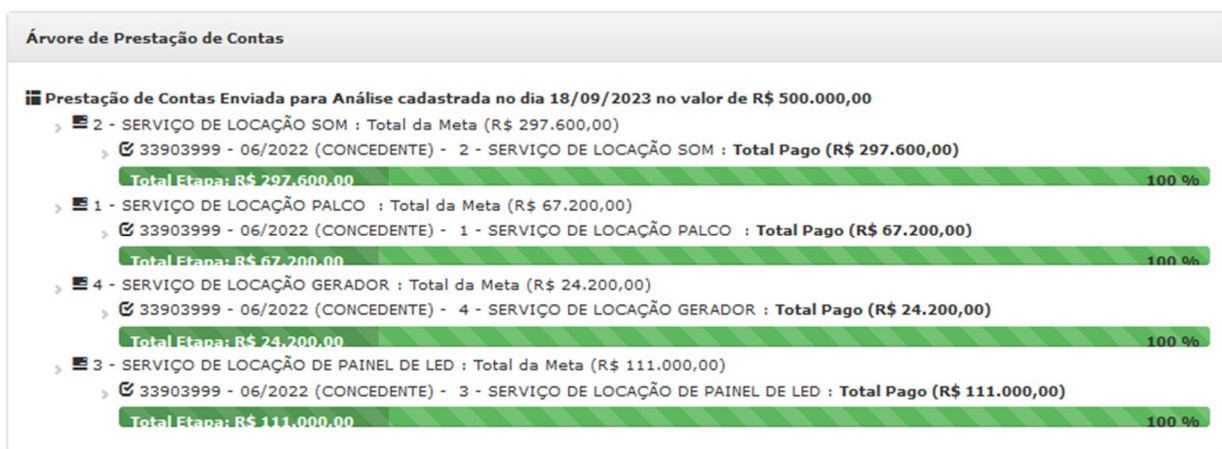 Árvore de Prestação de Contas
Prestação de Contas Enviada para Análise cadastrada no dia 18/09/2023 no valor de R$ 500.000,00
2 - SERVIÇO DE LOCAÇÃO SOM : Total da Meta (R$ 297.600,00)
33903999 - 06/2022 (CONCEDENTE) - 2 - SERVIÇO DE LOCAÇÃO SOM : Total Pago (R$ 297.600,00)
Total Etapa: R$ 297.600,00 100 %
1 - SERVIÇO DE LOCAÇÃO PALCO : Total da Meta (R$ 67.200,00)
33903999 - 06/2022 (CONCEDENTE) - 1 - SERVIÇO DE LOCAÇÃO PALCO : Total Pago (R$ 67.200,00)
Total Etapa: R$ 67.200,00 100 %
4 - SERVIÇO DE LOCAÇÃO GERADOR : Total da Meta (R$ 24.200,00)
33903999 - 06/2022 (CONCEDENTE) - 4 - SERVIÇO DE LOCAÇÃO GERADOR : Total Pago (R$ 24.200,00)
Total Etapa: R$ 24.200,00 100 %
3 - SERVIÇO DE LOCAÇÃO DE PAINEL DE LED : Total da Meta (R$ 111.000,00)
33903999 - 06/2022 (CONCEDENTE) - 3 - SERVIÇO DE LOCAÇÃO DE PAINEL DE LED : Total Pago (R$ 111.000,00)
Total Etapa: R$ 111.000,00 100 %